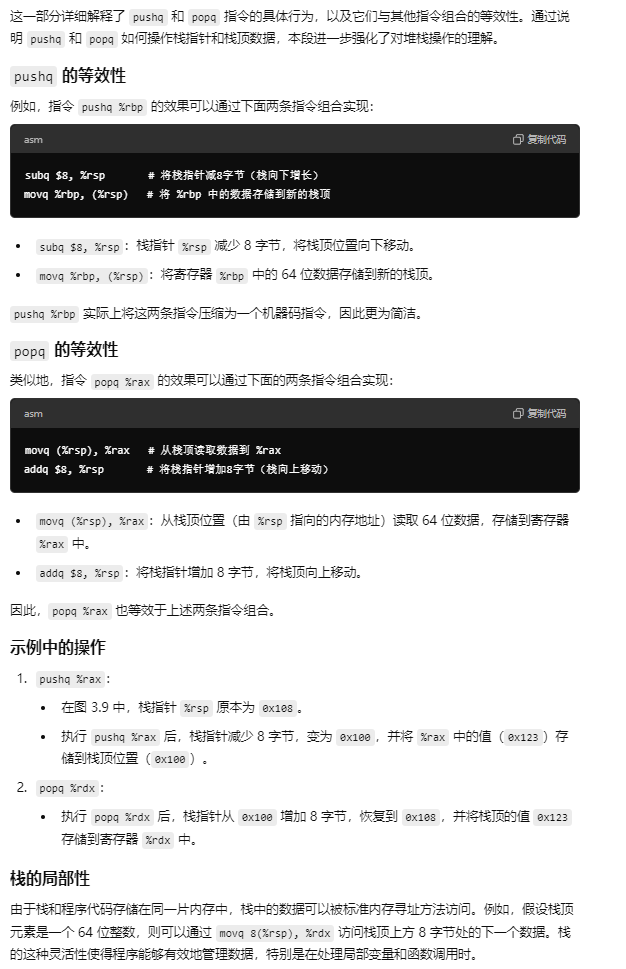 这一部分详细解释了 pushq 和 popq 指令的具体行为，以及它们与其他指令组合的等效性。通过说
明 pushq 和 popq 如何操作栈指针和栈顶数据，本段进一步强化了对堆栈操作的理解。
pushq 的等效性
例如，指令 pushq %rbp 的效果可以通过下面两条指令组合实现：
asm 复制代码
subq $8, %rsp # 将栈指针减8字节（栈向下增长）
movq %rbp, (%rsp) # 将 %rbp 中的数据存储到新的栈顶
• subq $8, %rsp：栈指针 %rsp 减少 8 字节，将栈顶位置向下移动。
• movq %rbp, (%rsp)：将寄存器 %rbp 中的 64 位数据存储到新的栈顶。
pushq %rbp 实际上将这两条指令压缩为一个机器码指令，因此更为简洁。
popq 的等效性
类似地，指令 popq %rax 的效果可以通过下面的两条指令组合实现：
asm 复制代码
movq (%rsp), %rax # 从栈顶读取数据到 %rax
addq $8, %rsp # 将栈指针增加8字节（栈向上移动）
• movq (%rsp), %rax：从栈顶位置（由 %rsp 指向的内存地址）读取 64 位数据，存储到寄存器
%rax 中。
• addq $8, %rsp：将栈指针增加 8 字节，将栈顶向上移动。
因此，popq %rax 也等效于上述两条指令组合。
示例中的操作
1. pushq %rax：
• 在图 3.9 中，栈指针 %rsp 原本为 0x108。
• 执行 pushq %rax 后，栈指针减少 8 字节，变为 0x100，并将 %rax 中的值（0x123）存
储到栈顶位置（0x100）。
2. popq %rdx：
• 执行 popq %rdx 后，栈指针从 0x100 增加 8 字节，恢复到 0x108，并将栈顶的值 0x123
存储到寄存器 %rdx 中。
栈的局部性
由于栈和程序代码存储在同一片内存中，栈中的数据可以被标准内存寻址方法访问。例如，假设栈顶
元素是一个 64 位整数，则可以通过 movq 8(%rsp), %rdx 访问栈顶上方 8 字节处的下一个数据。栈
的这种灵活性使得程序能够有效地管理数据，特别是在处理局部变量和函数调用时。